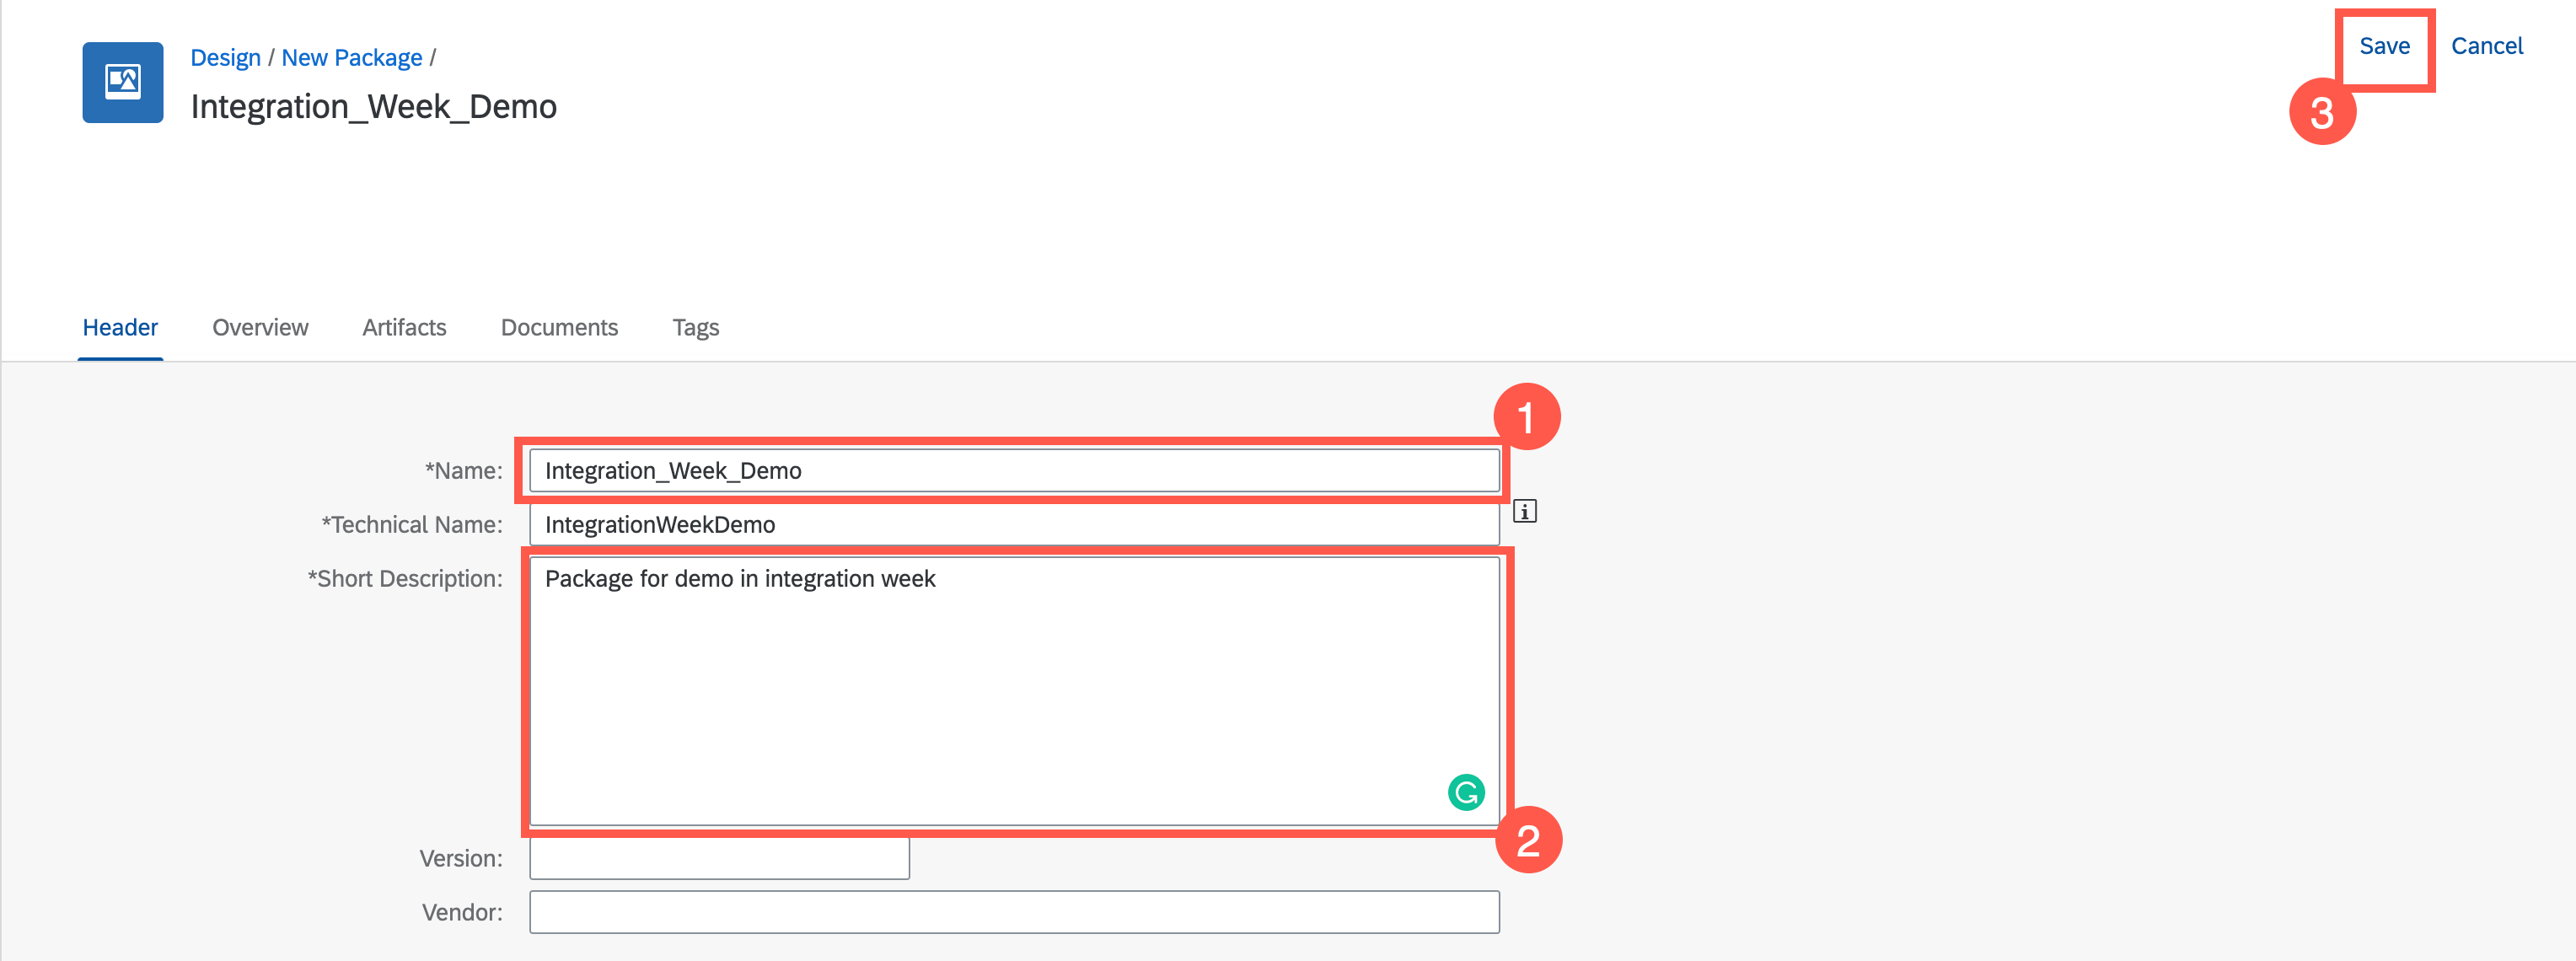 Design / New Package /
Integration_Week_Demo
Save Cancel
3
Header Overview Artifacts Documents Tags
1
*Name: Integration_Week_Demo
*Technical Name: IntegrationWeekDemo
*Short Description: Package for demo in integration week
2
Version:
Vendor: